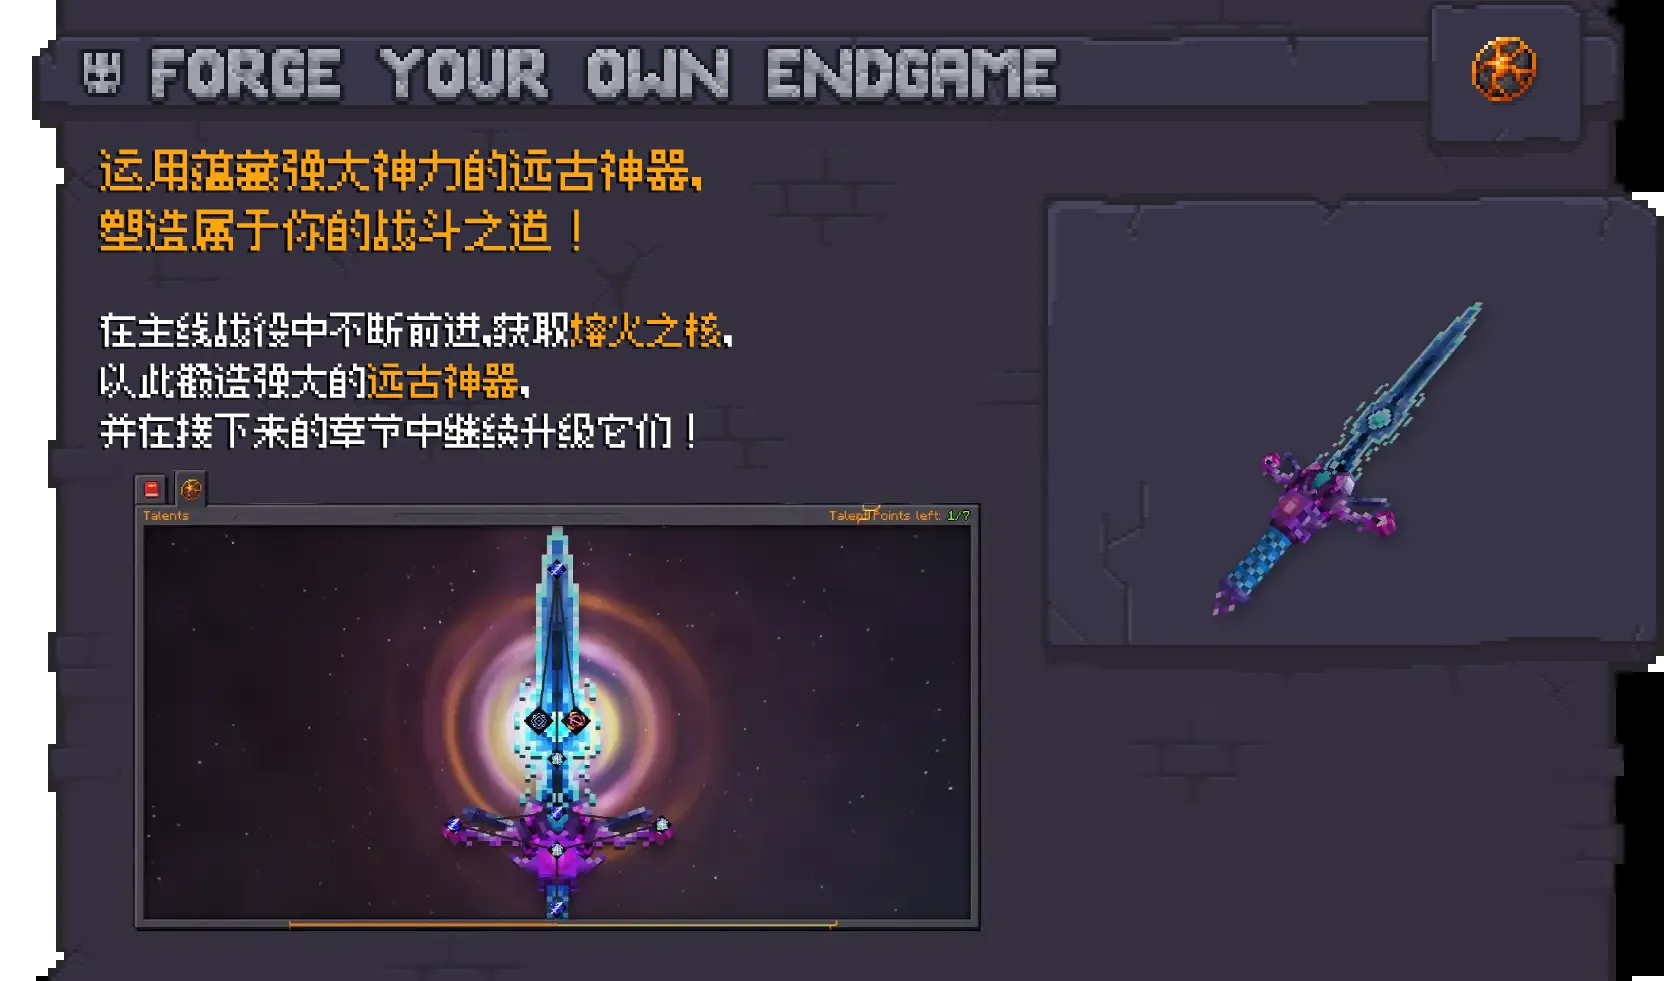 FORGE YOUR OWN ENDGAME
运用蕴藏强大神力的远古神器,
塑造属于你的战斗之道！
在主线战役中不断前进,获取熔火之核,
以此锻造强大的远古神器,
并在接下来的章节中继续升级它们！
Talents
Talent Points left: 1/7